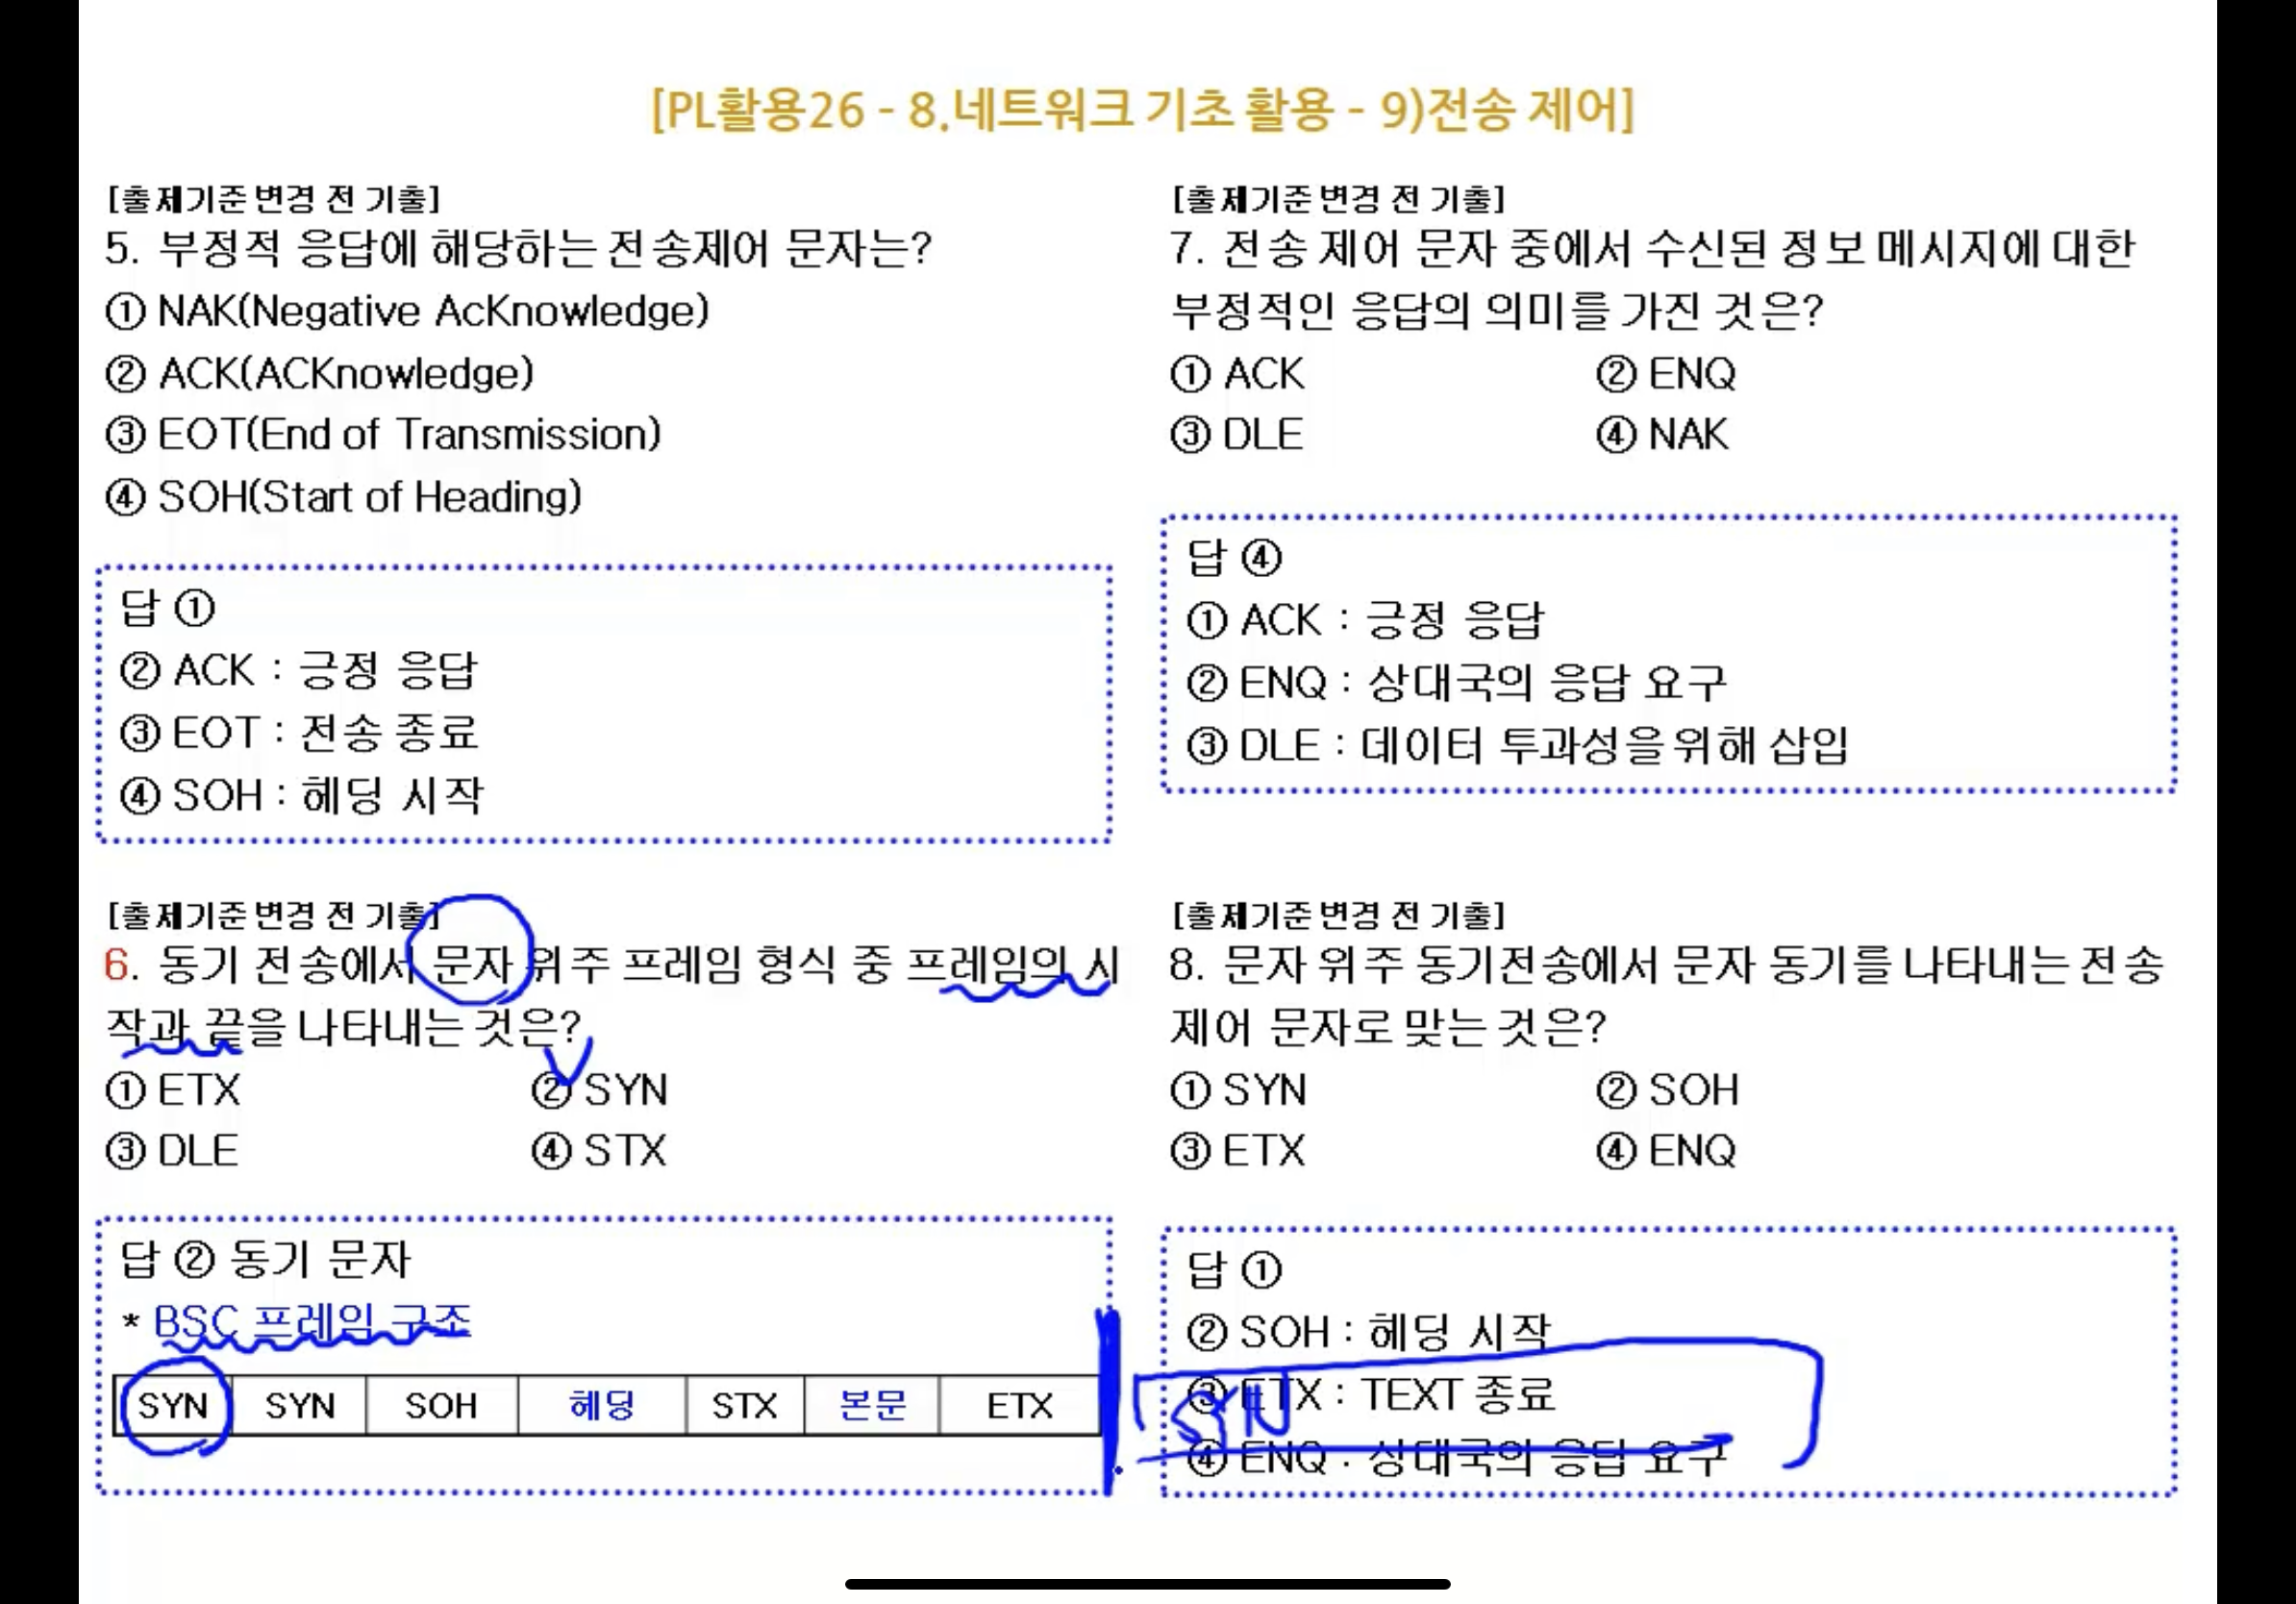 [PL활용26 - 8.네트워크 기초 활용 - 9)전송 제어]
[출제기준변경 전 기출]
5. 부정적 응답에 해당하는 전송제어 문자는?
① NAK(Negative AcKnowledge)
② ACK(ACKnowledge)
③ EOT(End of Transmission)
④ SOH(Start of Heading)
답 ①
② ACK : 긍정 응답
③ EOT : 전송 종료
④ SOH : 헤딩 시작
[출제기준변경 전 기출]
6. 동기 전송에서 문자 위주 프레임 형식 중 프레임의 시
작과 끝을 나타내는 것은?
① ETX ② SYN
③ DLE ④ STX
답 ② 동기 문자
* BSC 프레임 구조
SYN SYN SOH 헤딩 STX 본문 ETX
[출제기준변경 전 기출]
7. 전송 제어 문자 중에서 수신된 정보 메시지에 대한
부정적인 응답의 의미를 가진 것은?
① ACK ② ENQ
③ DLE ④ NAK
답 ④
① ACK : 긍정 응답
② ENQ : 상대국의 응답 요구
③ DLE : 데이터 투과성을 위해 삽입
[출제기준변경 전 기출]
8. 문자 위주 동기전송에서 문자 동기를 나타내는 전송
제어 문자로 맞는 것은?
① SYN ② SOH
③ ETX ④ ENQ
답 ①
② SOH : 헤딩 시작
③ ETX : TEXT 종료
SYN
④ ENQ : 상대국의 응답 요구